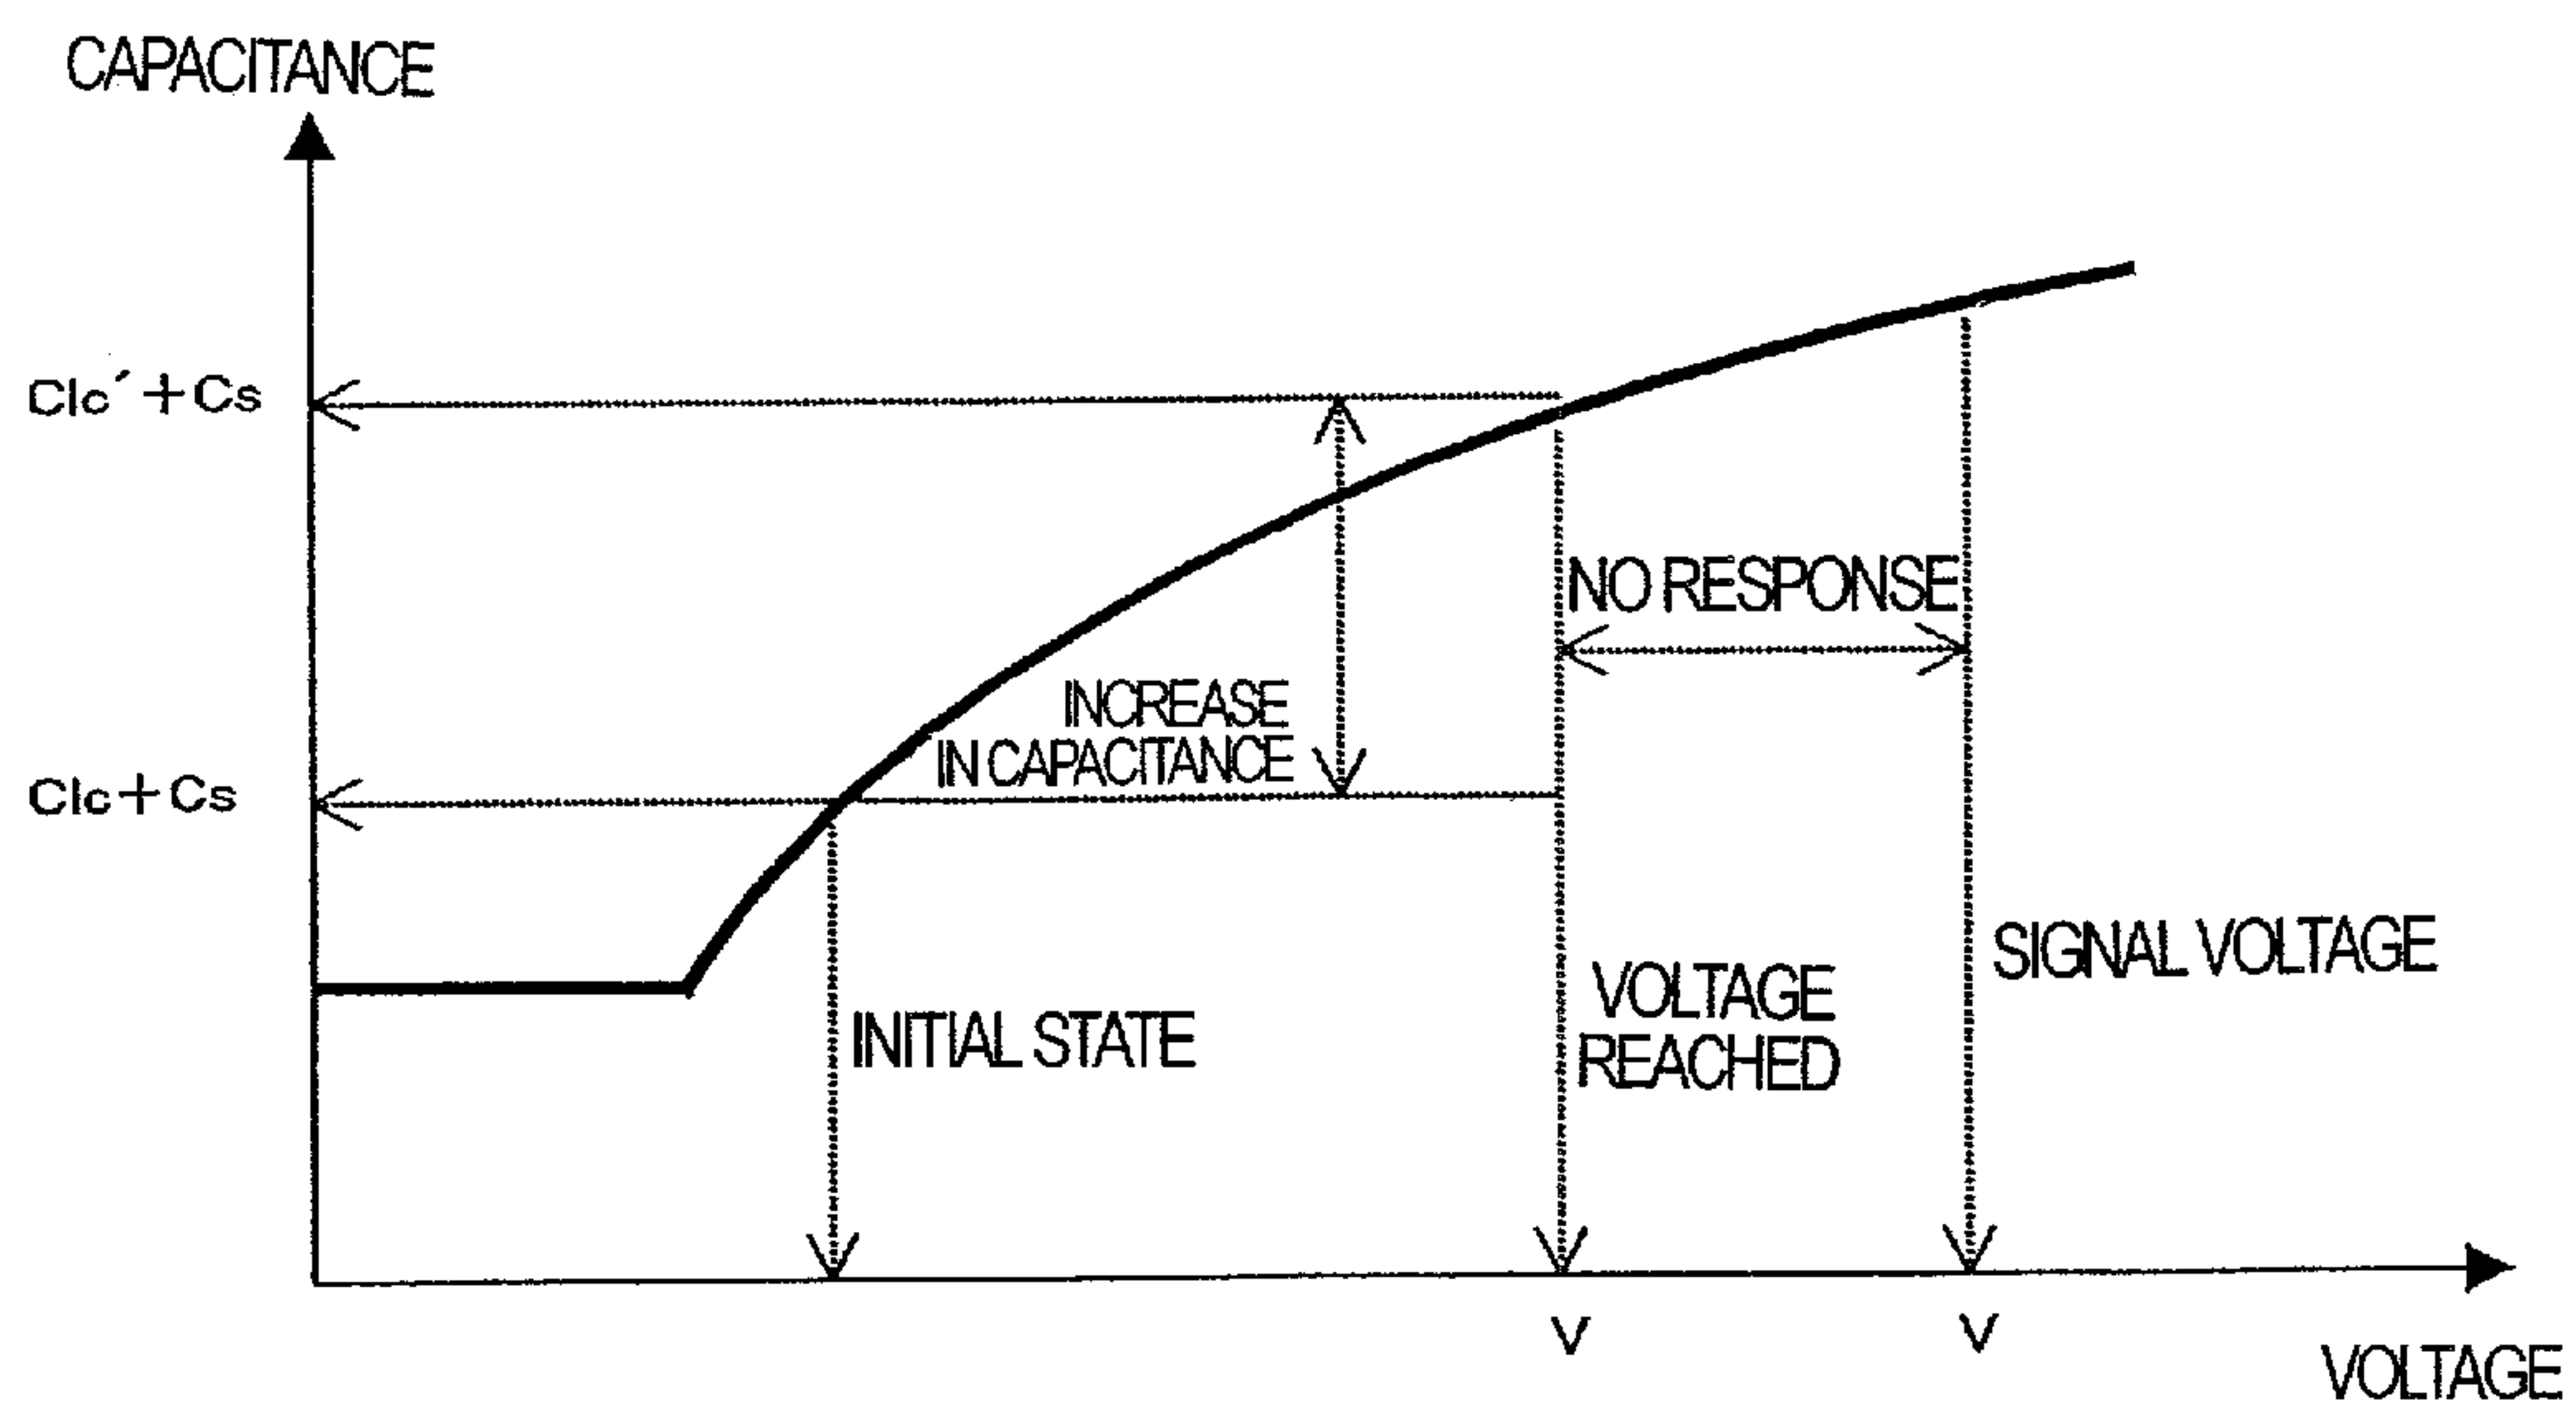 CAPACITANCE
Clc´+Cs
NO RESPONSE
INCREASE
IN CAPACITANCE
Clc+Cs
SIGNAL VOLTAGE
VOLTAGE
REACHED
INITIAL STATE
V
V
VOLTAGE